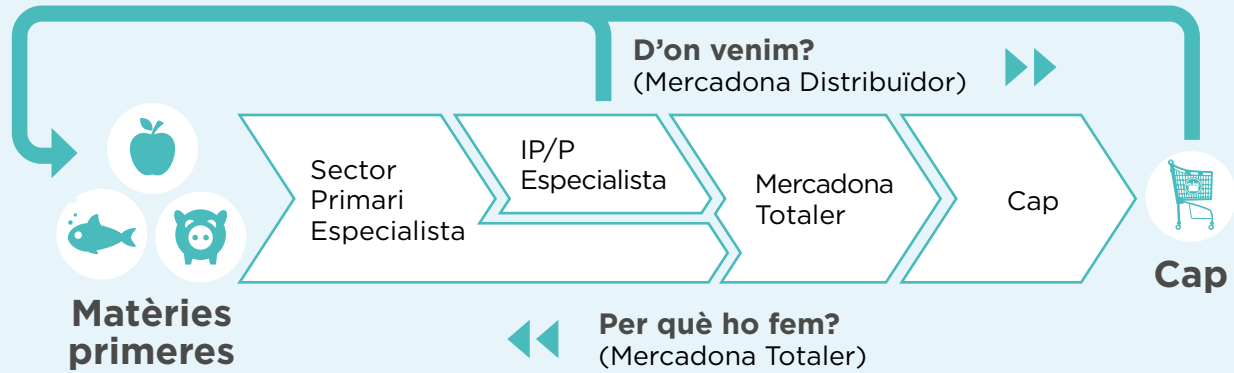 D’on venim?
(Mercadona Distribuïdor)
Sector
Primari
Especialista
IP/P
Especialista
Mercadona
Totaler
Cap
Cap
Matèries
primeres
Per què ho fem?
(Mercadona Totaler)